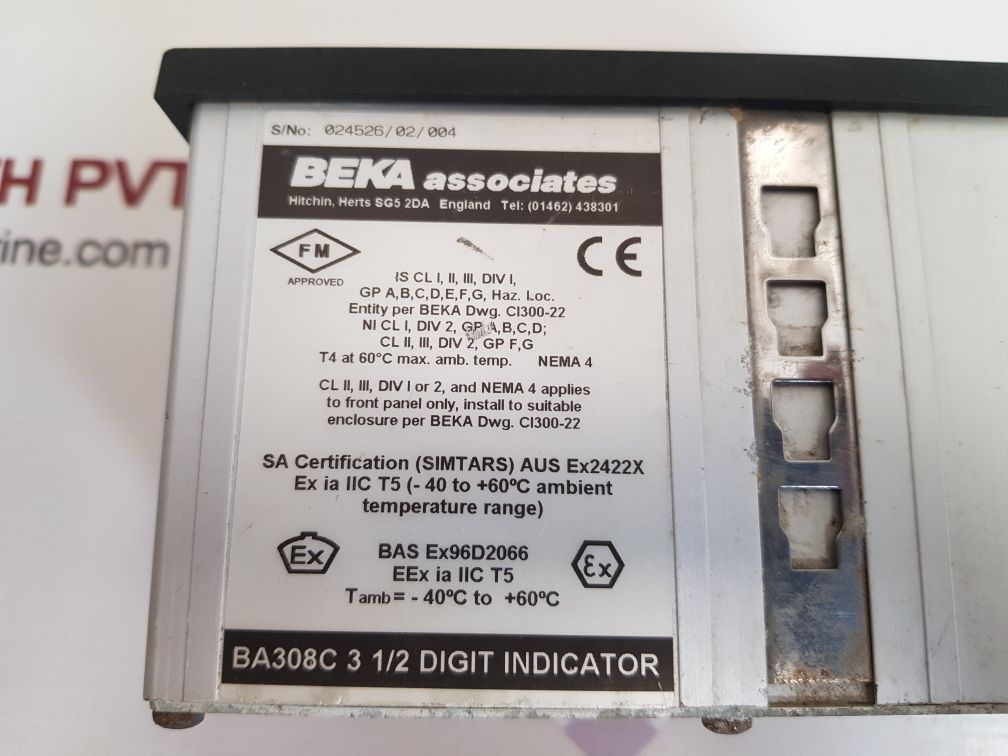 S/No: 024526/02/004
BEKA associates
Hitchin. Herts SG5 2DA England Tel: (01462) 438301
FM
APPROVED
CE
IS CL I, II, III, DIV I,
GP A,B,C,D,E,F,G, Haz. Loc.
Entity per BEKA Dwg. CI300-22
NI CL I, DIV 2, GP A,B,C,D;
CL II, III, DIV 2, GP F,G
T4 at 60°C max. amb. temp. NEMA 4
CL II, III, DIV I or 2, and NEMA 4 applies
to front panel only, install to suitable
enclosure per BEKA Dwg. CI300-22
SA Certification (SIMTARS) AUS Ex2422X
Ex ia IIC T5 (- 40 to +60ºC ambient
temperature range)
Ex
BAS Ex96D2066
EEx ia IIC T5
Tamb = - 40ºC to +60ºC
Ex
BA308C 3 1/2 DIGIT INDICATOR
PVT
rine.com